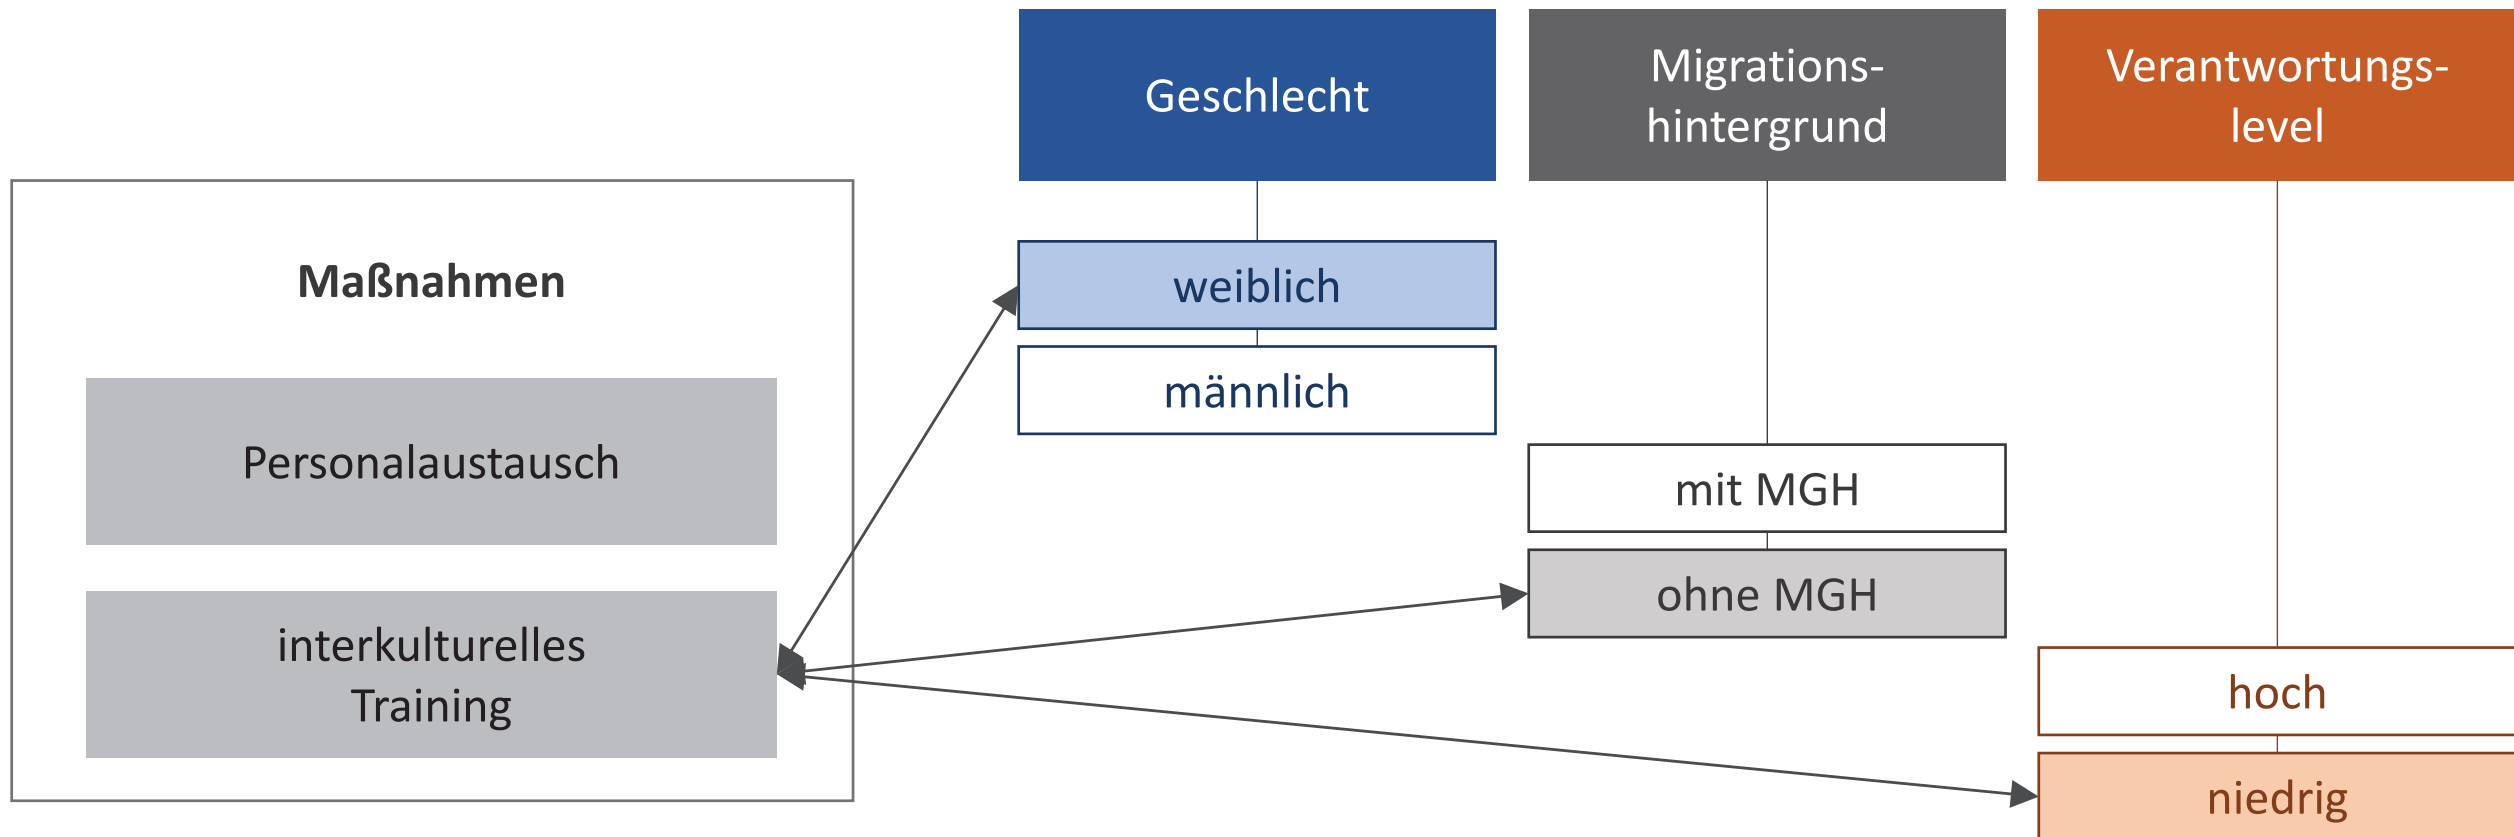 Geschlecht
Migrations-
hintergrund
Verantwortungs-
level
Maßnahmen
weiblich
männlich
Personalaustausch
mit MGH
ohne MGH
interkulturelles
Training
hoch
niedrig